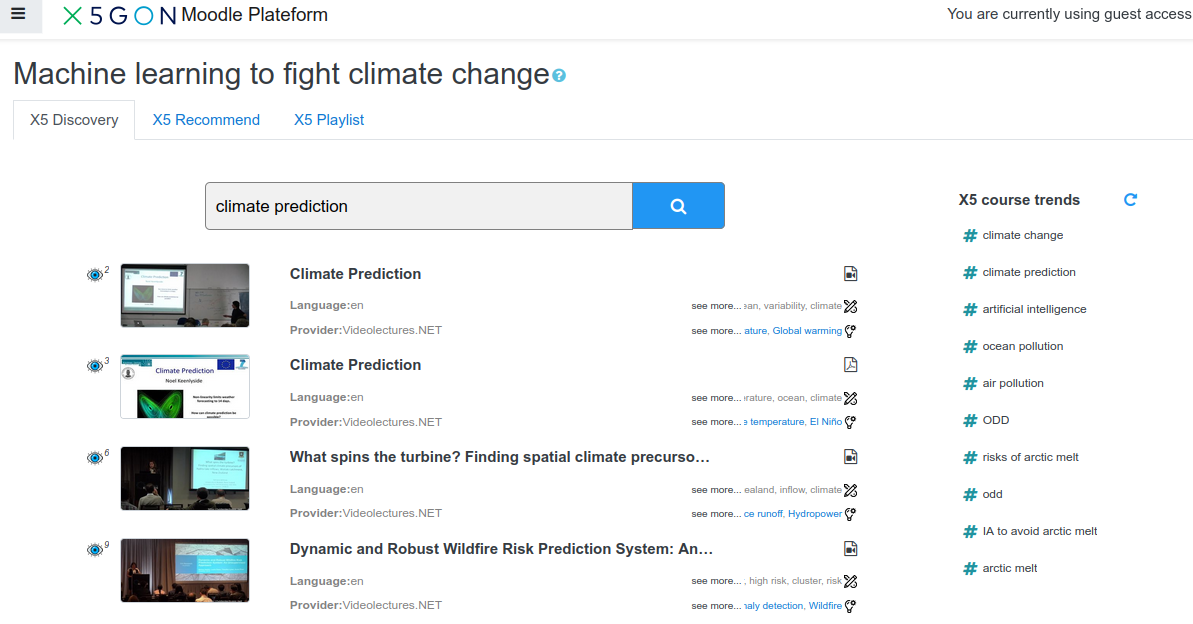 X5GON Moodle Plateform
You are currently using guest access
Machine learning to fight climate change
X5 Discovery
X5 Recommend
X5 Playlist
climate prediction
2
Climate Prediction
Language:en
see more... ean, variability, climate
Provider:Videolectures.NET
see more... ature, Global warming
3
Climate Prediction
Noel Keenlyside
Climate Prediction
Language:en
see more... erature, ocean, climate
Provider:Videolectures.NET
see more... e temperature, El Niño
6
What spins the turbine? Finding spatial climate precurso…
Language:en
see more... ealand, inflow, climate
Provider:Videolectures.NET
see more... ce runoff, Hydropower
9
Dynamic and Robust Wildfire Risk Prediction System: An…
Language:en
see more... , high risk, cluster, risk
Provider:Videolectures.NET
see more... naly detection, Wildfire
X5 course trends
# climate change
# climate prediction
# artificial intelligence
# ocean pollution
# air pollution
# ODD
# risks of arctic melt
# odd
# IA to avoid arctic melt
# arctic melt